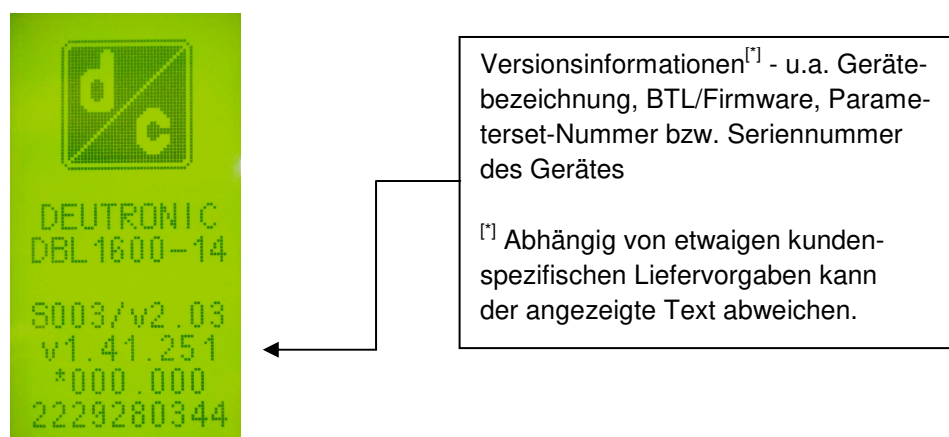 d
c
DEUTRONIC
DBL1600-14
S003/v2.03
v1.41.251
*000.000
2229280344
Versionsinformationen[*] - u.a. Geräte-
bezeichnung, BTL/Firmware, Parame-
terset-Nummer bzw. Seriennummer
des Gerätes
[*] Abhängig von etwaigen kunden-
spezifischen Liefervorgaben kann
der angezeigte Text abweichen.